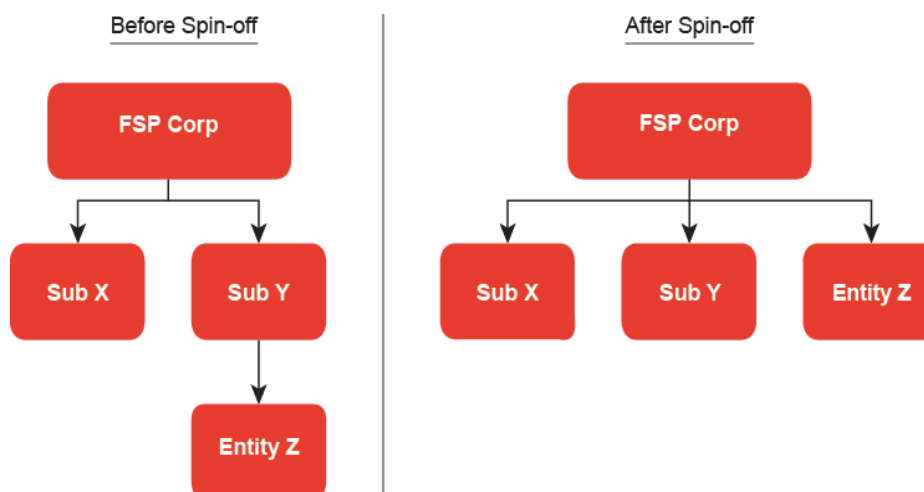 Before Spin-off
FSP Corp
Sub X
Sub Y
Entity Z
After Spin-off
FSP Corp
Sub X
Sub Y
Entity Z